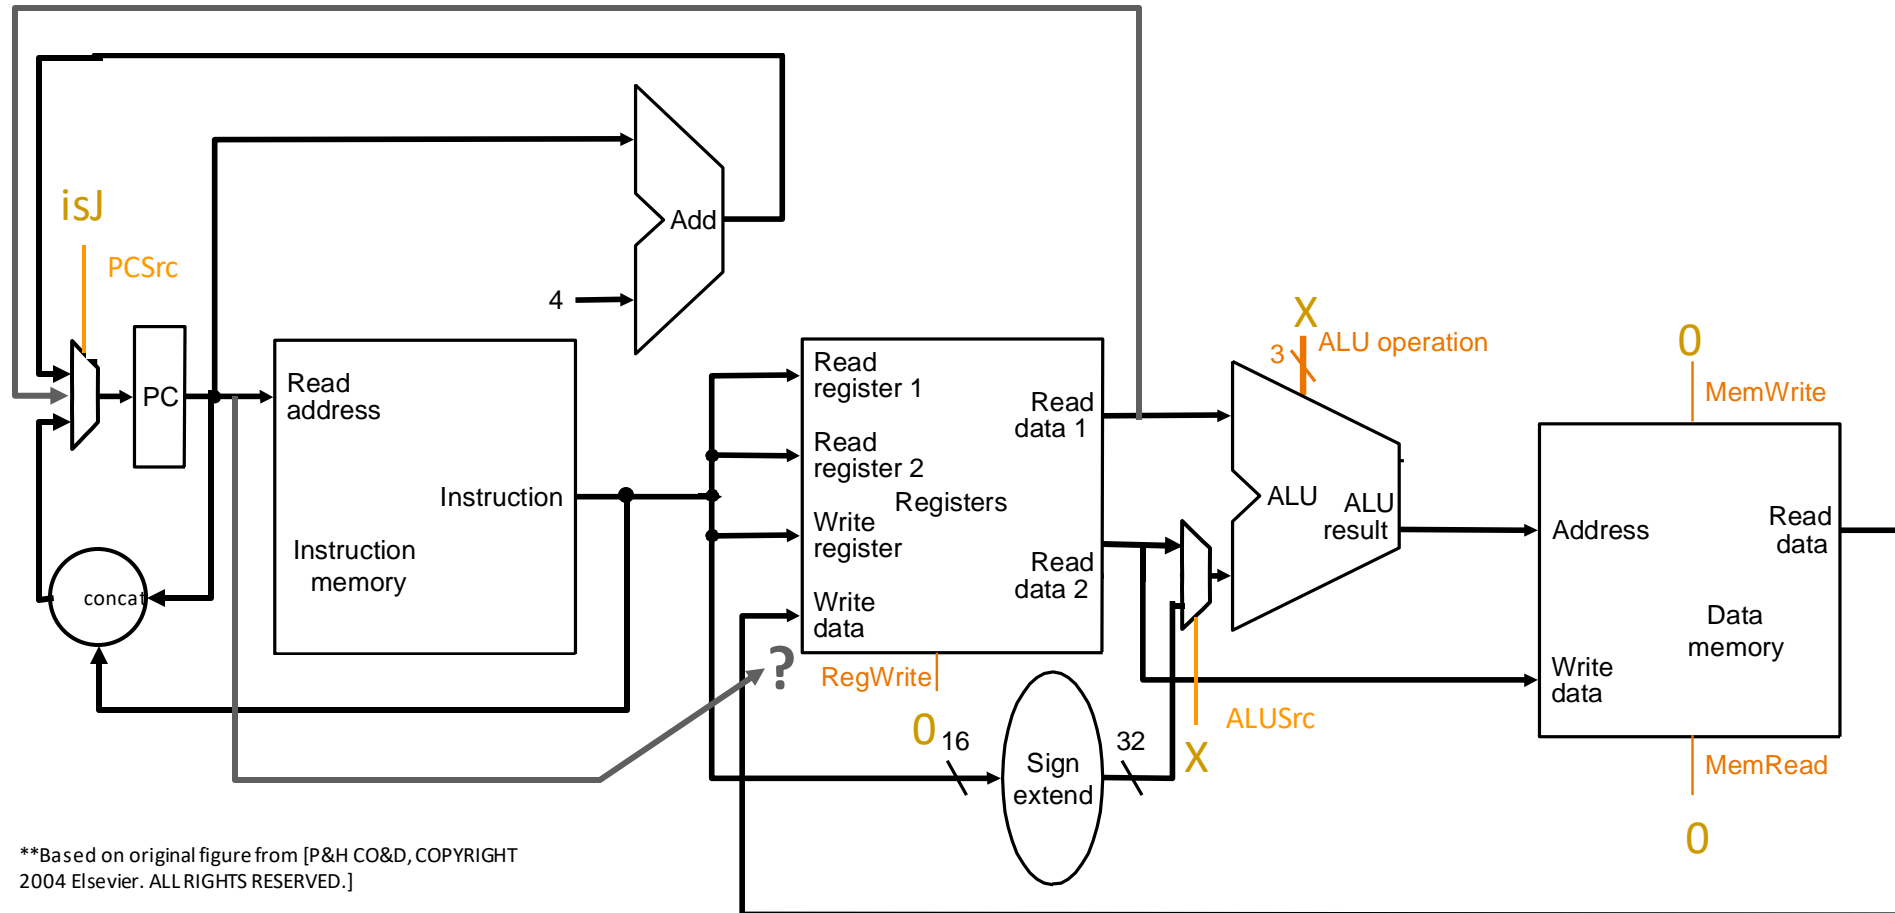 isJ
PCSrc
Add
4
PC
Read
address
Instruction
Instruction
memory
concat
Read
register 1
Read
register 2
Write
register
Write
data
Registers
Read
data 1
Read
data 2
?
RegWrite
0
16
Sign
extend
32
X
ALU operation
3
ALU
ALU
result
ALUSrc
X
0
MemWrite
Address
Read
data
Data
memory
Write
data
MemRead
0
**Based on original figure from [P&H CO&D, COPYRIGHT
2004 Elsevier. ALL RIGHTS RESERVED.]